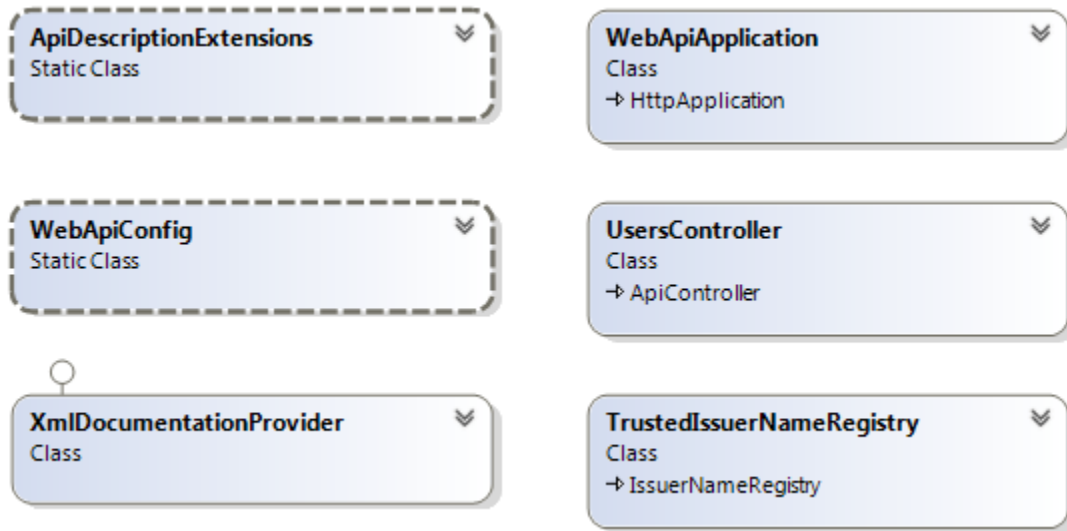 ApiDescriptionExtensions
Static Class
WebApiApplication
Class
HttpApplication
WebApiConfig
Static Class
UsersController
Class
ApiController
XmlDocumentationProvider
Class
TrustedIssuerNameRegistry
Class
IssuerNameRegistry